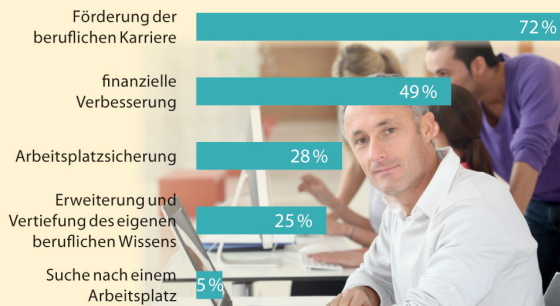 Förderung der
beruflichen Karriere
72 %
finanzielle
Verbesserung
49 %
Arbeitsplatzsicherung
28 %
Erweiterung und
Vertiefung des eigenen
beruflichen Wissens
25 %
Suche nach einem
Arbeitsplatz
5 %